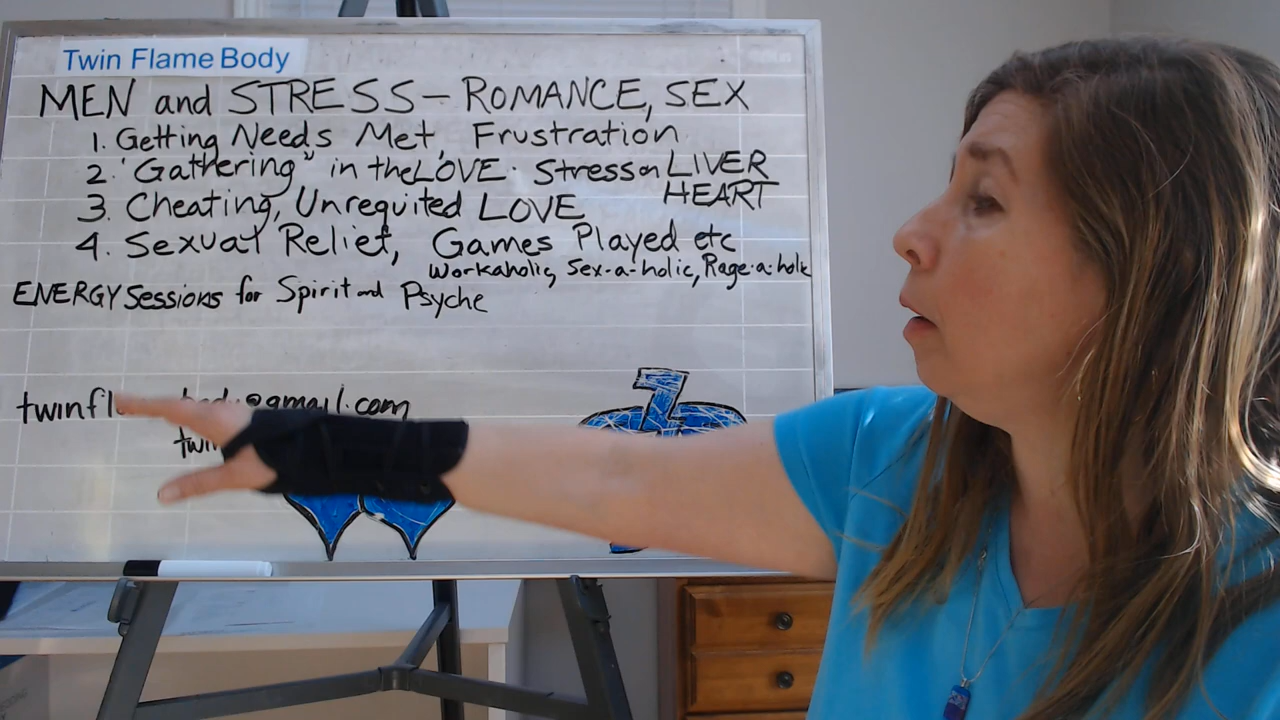 Twin Flame Body
MEN and STRESS - ROMANCE, SEX
1. Getting Needs Met, Frustration
2. "Gathering" in the LOVE. Stress on LIVER
HEART
3. Cheating, Unrequited LOVE
4. Sexual Relief, Games Played etc
Workaholic, Sex-a-holic, Rage-a-holic
ENERGY Sessions for Spirit and Psyche
@gmail.com